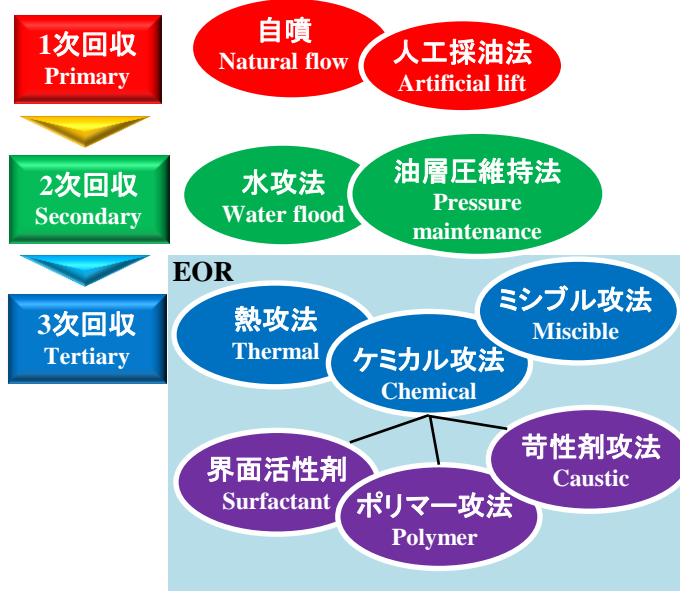 1次回収
Primary
自噴
Natural flow
人工採油法
Artificial lift
2次回収
Secondary
水攻法
Water flood
油層圧維持法
Pressure
maintenance
EOR
3次回収
Tertiary
熱攻法
Thermal
ケミカル攻法
Chemical
ミシブル攻法
Miscible
界面活性剤
Surfactant
ポリマー攻法
Polymer
苛性剤攻法
Caustic